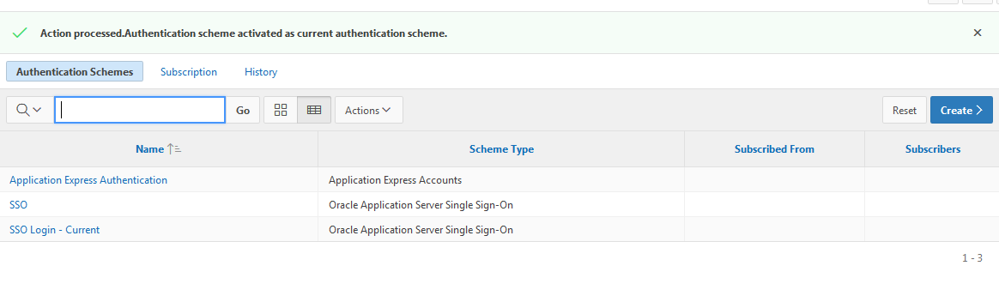 Action processed.Authentication scheme activated as current authentication scheme.
Authentication Schemes Subscription History
Go Actions Reset Create
Name Scheme Type Subscribed From Subscribers
Application Express Authentication Application Express Accounts
SSO Oracle Application Server Single Sign-On
SSO Login - Current Oracle Application Server Single Sign-On
1 - 3